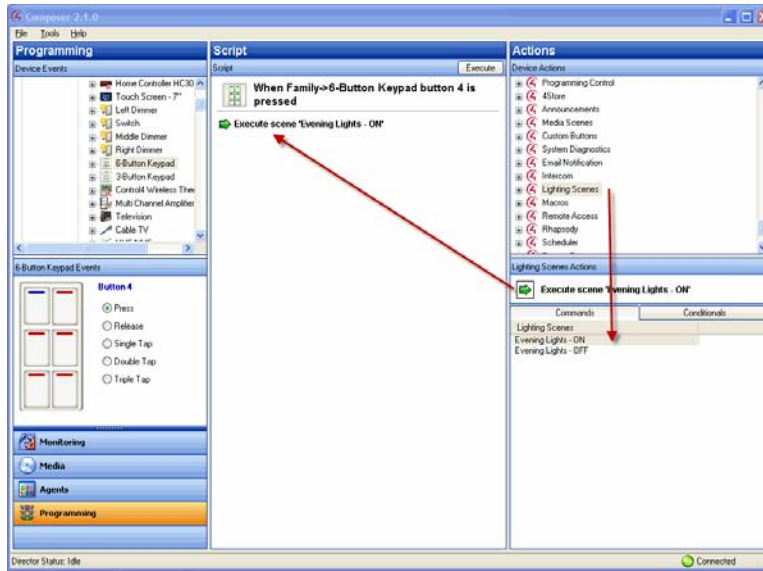 Composer 2.1.0
File Tools Help
Programming
Device Events
Home Controller HC30
Touch Screen - 7"
Left Dimmer
Switch
Middle Dimmer
Right Dimmer
6-Button Keypad
3-Button Keypad
Control4 Wireless Ther
Multi Channel Amplifier
Television
Cable TV
6-Button Keypad Events
Button 4
Press
Release
Single Tap
Double Tap
Triple Tap
Monitoring
Media
Agents
Programming
Director Status: Idle
Script
Script Execute
When Family->6-Button Keypad button 4 is
pressed
Execute scene 'Evening Lights - ON'
Actions
Device Actions
Programming Control
4Store
Announcements
Media Scenes
Custom Buttons
System Diagnostics
Email Notification
Intercom
Lighting Scenes
Macros
Remote Access
Rhapsody
Scheduler
Lighting Scenes Actions
Execute scene 'Evening Lights - ON'
Commands Conditionals
Lighting Scenes
Evening Lights - ON
Evening Lights - OFF
Connected